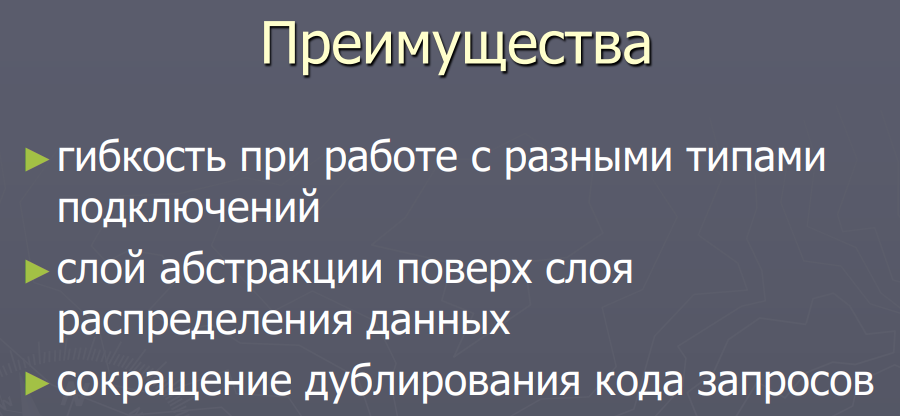 Преимущества
►гибкость при работе с разными типами
подключений
►слой абстракции поверх слоя
распределения данных
►сокращение дублирования кода запросов